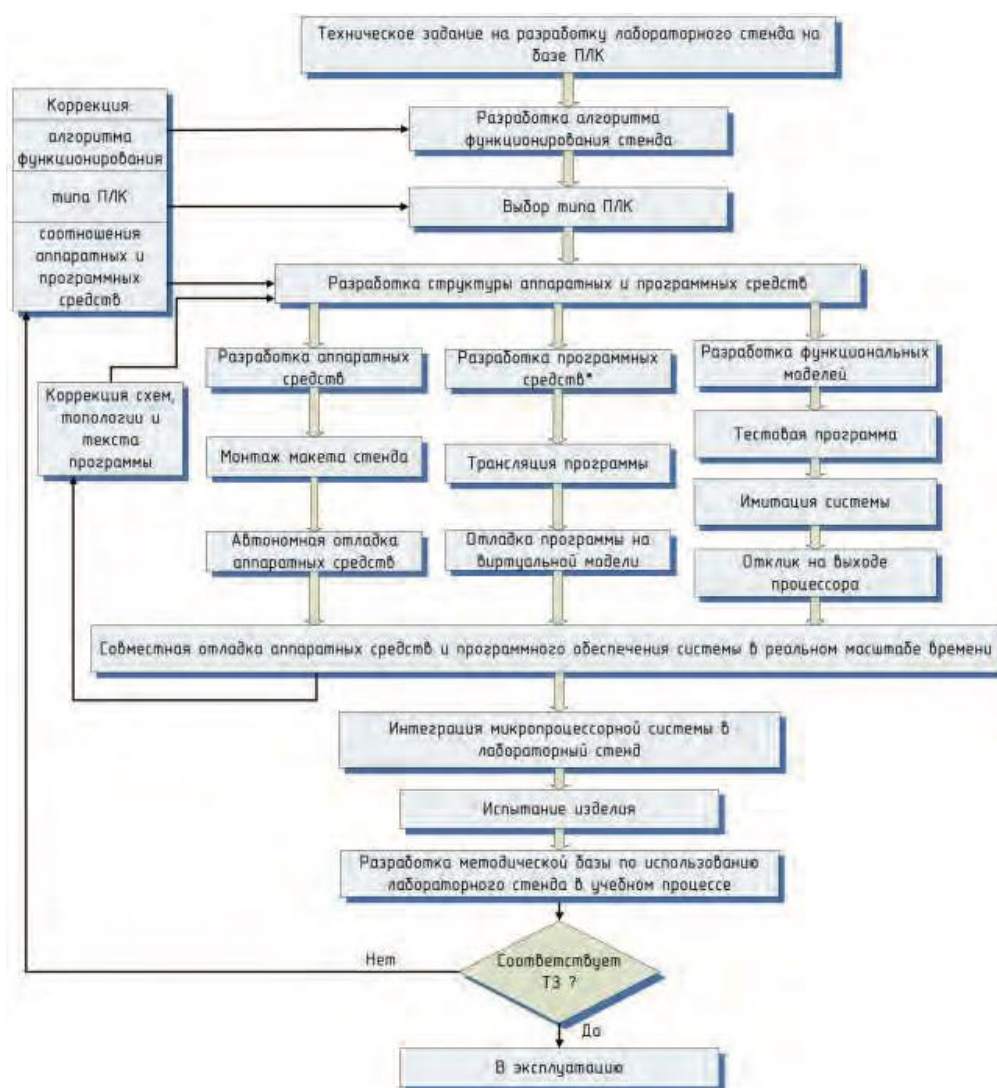 Техническое задание на разработку лабораторного стенда на
базе ПЛК
Коррекция
алгоритма
функционирования
типа ПЛК
соотношения
аппаратных и
программных
средств
Разработка алгоритма
функционирования стенда
Выбор типа ПЛК
Разработка структуры аппаратных и программных средств
Разработка аппаратных
средств
Разработка программных
средств*
Разработка функциональных
моделей
Коррекция схем,
топологии и
текста
программы
Монтаж макета стенда
Трансляция программы
Тестовая программа
Имитация системы
Автономная отладка
аппаратных средств
Отладка программы на
виртуальной модели
Отклик на выходе
процессора
Совместная отладка аппаратных средств и программного обеспечения системы в реальном масштабе времени
Интеграция микропроцессорной системы в
лабораторный стенд
Испытание изделия
Разработка методической базы по использованию
лабораторного стенда в учебном процессе
Нет
Соответствует
ТЗ ?
Да
В эксплуатацию